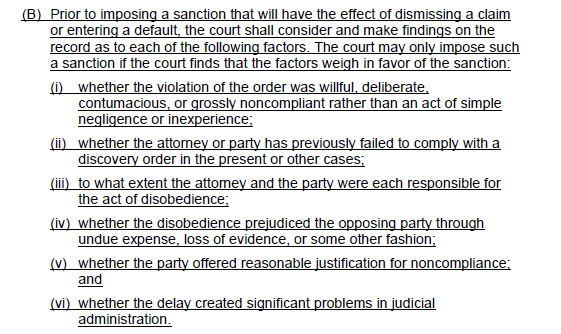 (B) Prior to imposing a sanction that will have the effect of dismissing a claim
or entering a default, the court shall consider and make findings on the
record as to each of the following factors. The court may only impose such
a sanction if the court finds that the factors weigh in favor of the sanction:
(i) whether the violation of the order was willful, deliberate,
contumacious, or grossly noncompliant rather than an act of simple
negligence or inexperience;
(ii) whether the attorney or party has previously failed to comply with a
discovery order in the present or other cases;
(iii) to what extent the attorney and the party were each responsible for
the act of disobedience;
(iv) whether the disobedience prejudiced the opposing party through
undue expense, loss of evidence, or some other fashion;
(v) whether the party offered reasonable justification for noncompliance;
and
(vi) whether the delay created significant problems in judicial
administration.